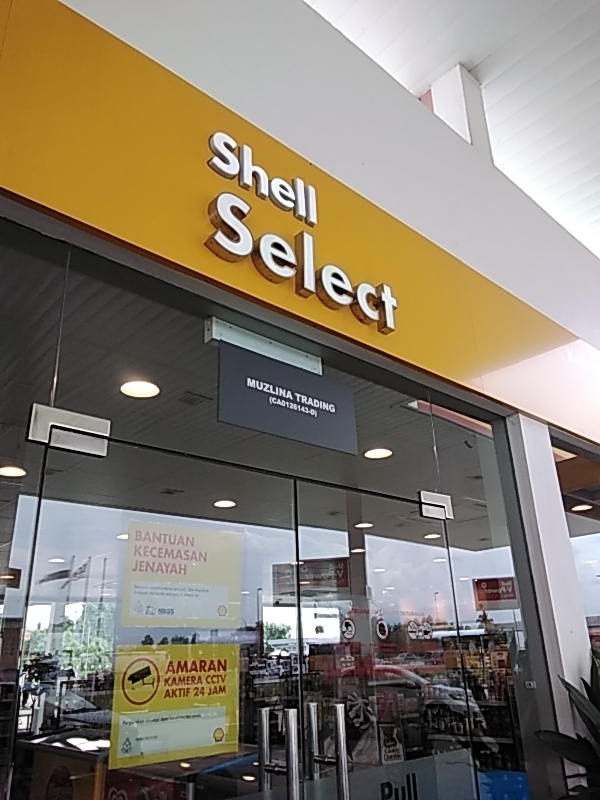 Shell
Select
MUZLINA TRADING
(CA0126143-D)
BANTUAN
KECEMASAN
JENAYAH
AMARAN
KAMERA CCTV
AKTIF 24 JAM
Pull